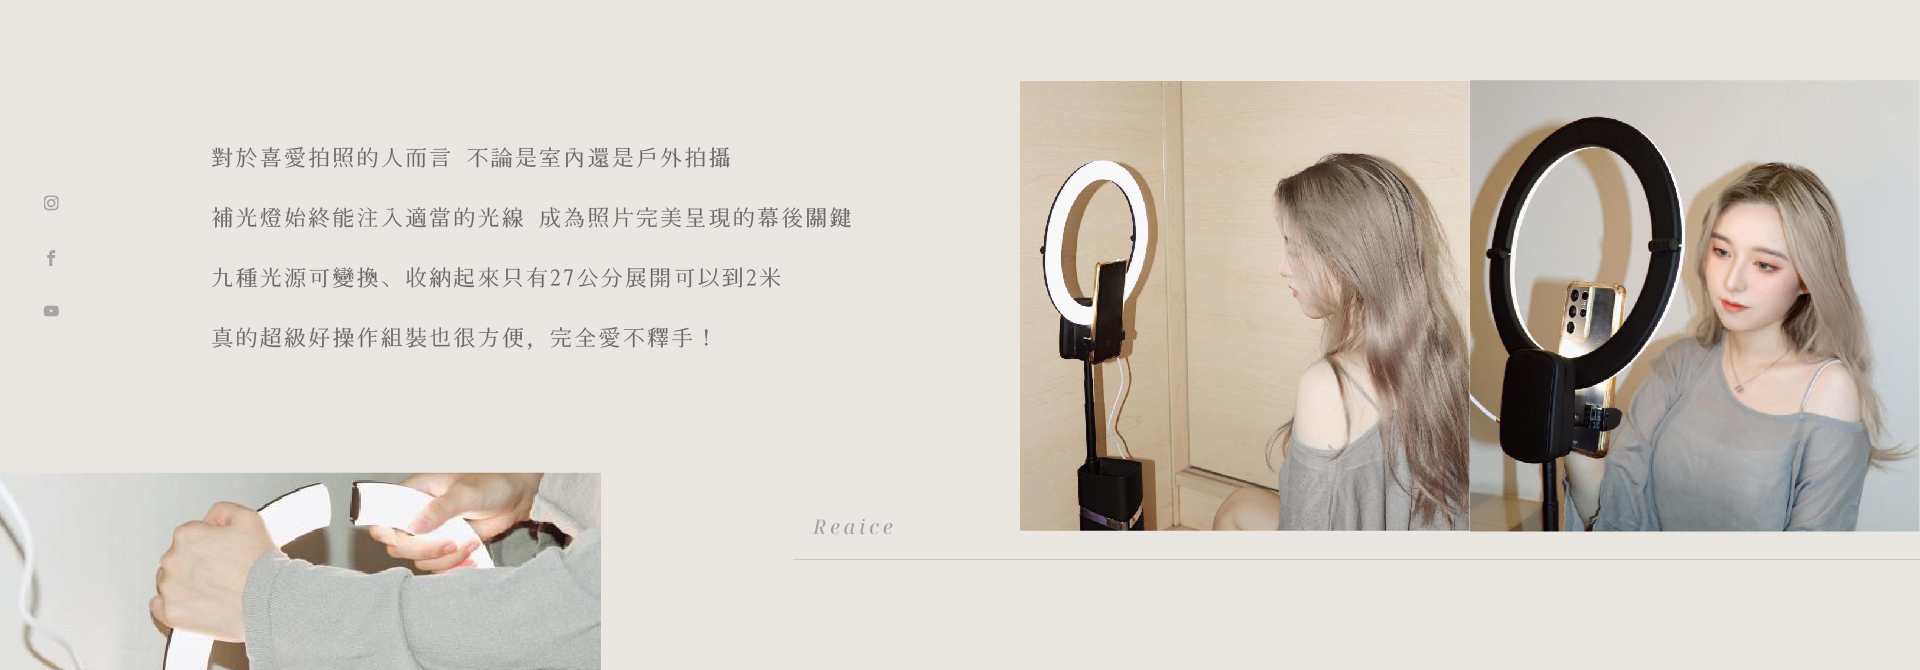 對於喜愛拍照的人而言 不論是室內還是戶外拍攝
補光燈始終能注入適當的光線 成為照片完美呈現的幕後關鍵
九種光源可變換、收納起來只有27公分展開可以到2米
真的超級好操作組裝也很方便，完全愛不釋手！
Reaice